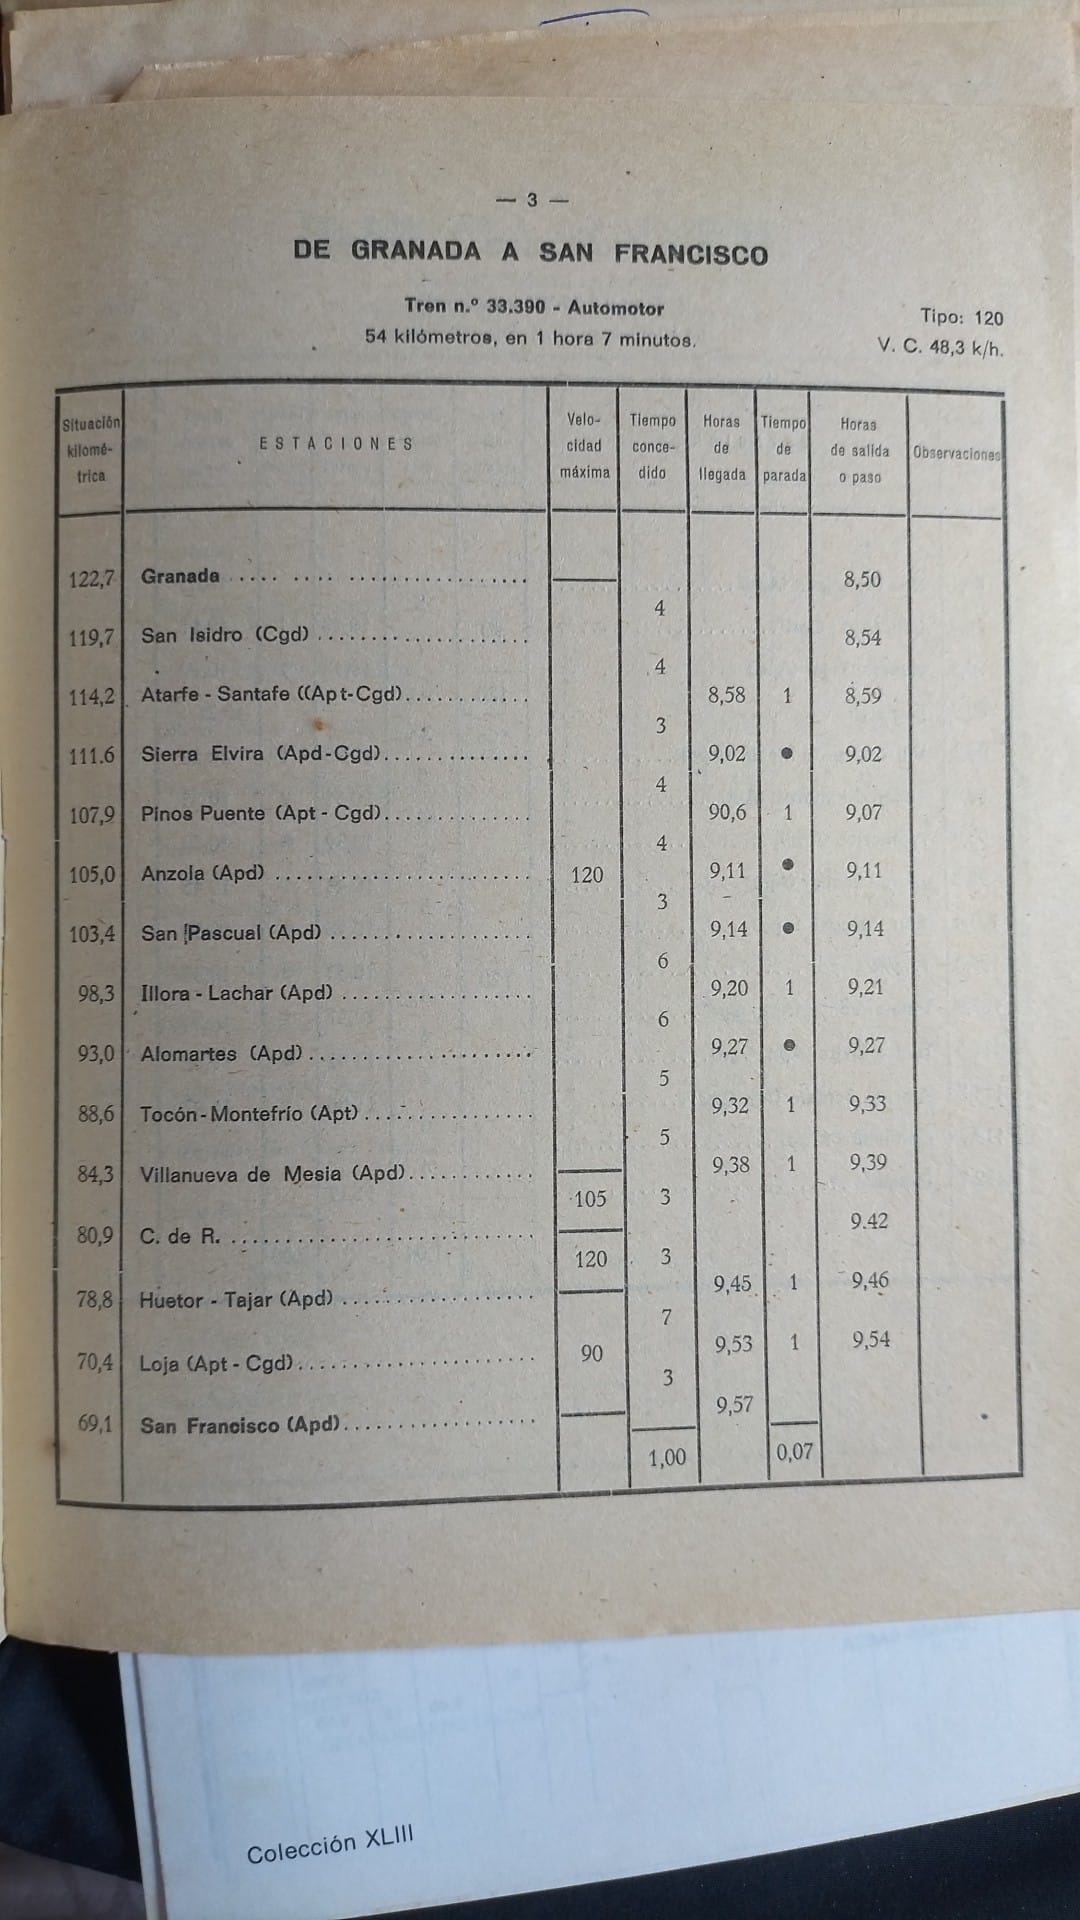 — 3 —
DE GRANADA A SAN FRANCISCO
Tren n.º 33.390 - Automotor
54 kilómetros, en 1 hora 7 minutos.
Tipo: 120
V. C. 48,3 k/h.
Situación kilomé- trica | ESTACIONES | Velo- cidad máxima | Tiempo conce- dido | Horas de llegada | Tiempo de parada | Horas de salida o paso | Observaciones
122,7 Granada ..... .... .................. 8,50
4
119,7 San Isidro (Cgd) .................... 8,54
4
114,2 Atarfe - Santafe ((Apt-Cgd)............ 8,58 1 8,59
3
111.6 Sierra Elvira (Apd-Cgd).............. 9,02 ● 9,02
4
107,9 Pinos Puente (Apt - Cgd).............. 90,6 1 9,07
4
105,0 Anzola (Apd) ........................ 120 9,11 ● 9,11
3
103,4 San Pascual (Apd) ................... 9,14 ● 9,14
6
98,3 Illora - Lachar (Apd) .................. 9,20 1 9,21
6
93,0 Alomartes (Apd) ..................... 9,27 ● 9,27
5
88,6 Tocón-Montefrío (Apt) ................ 9,32 1 9,33
5
84,3 Villanueva de Mesia (Apd)............ 9,38 1 9,39
105 3
80,9 C. de R. ............................ 9.42
120 3
78,8 Huetor - Tajar (Apd) .................. 9,45 1 9,46
7
70,4 Loja (Apt - Cgd)...................... 90 9,53 1 9,54
3
69,1 San Francisco (Apd).................. 9,57
1,00 0,07
Colección XLIII